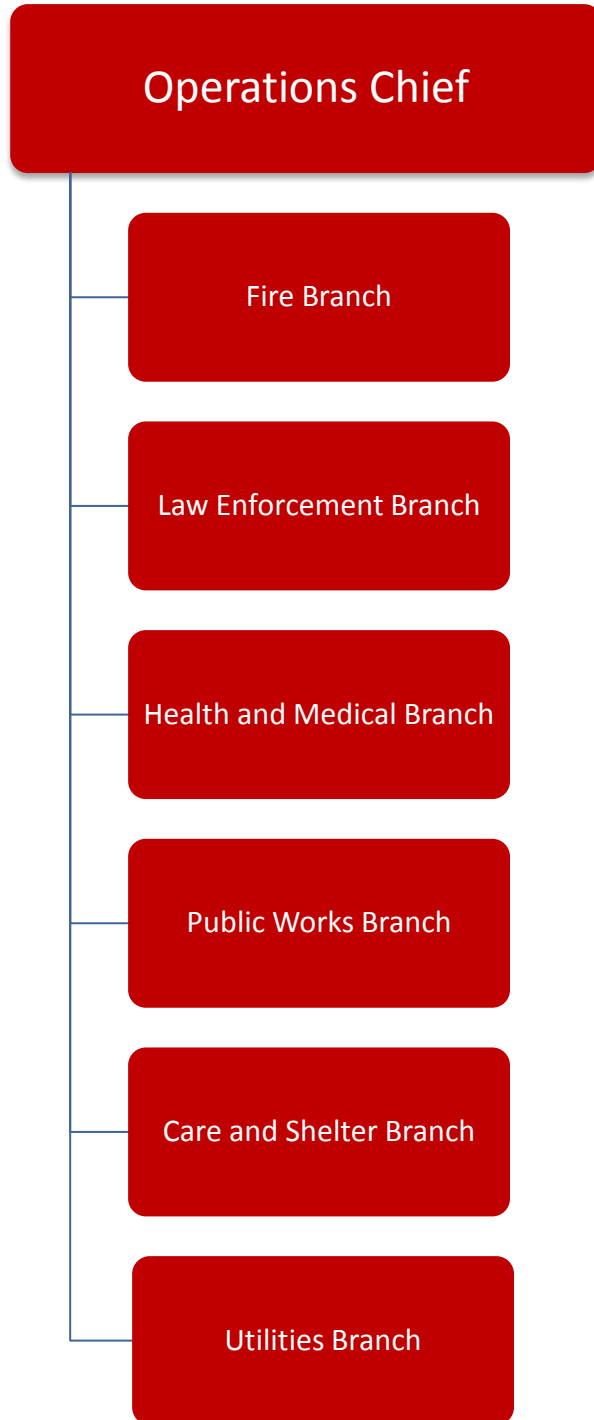 Operations Chief
Fire Branch
Law Enforcement Branch
Health and Medical Branch
Public Works Branch
Care and Shelter Branch
Utilities Branch